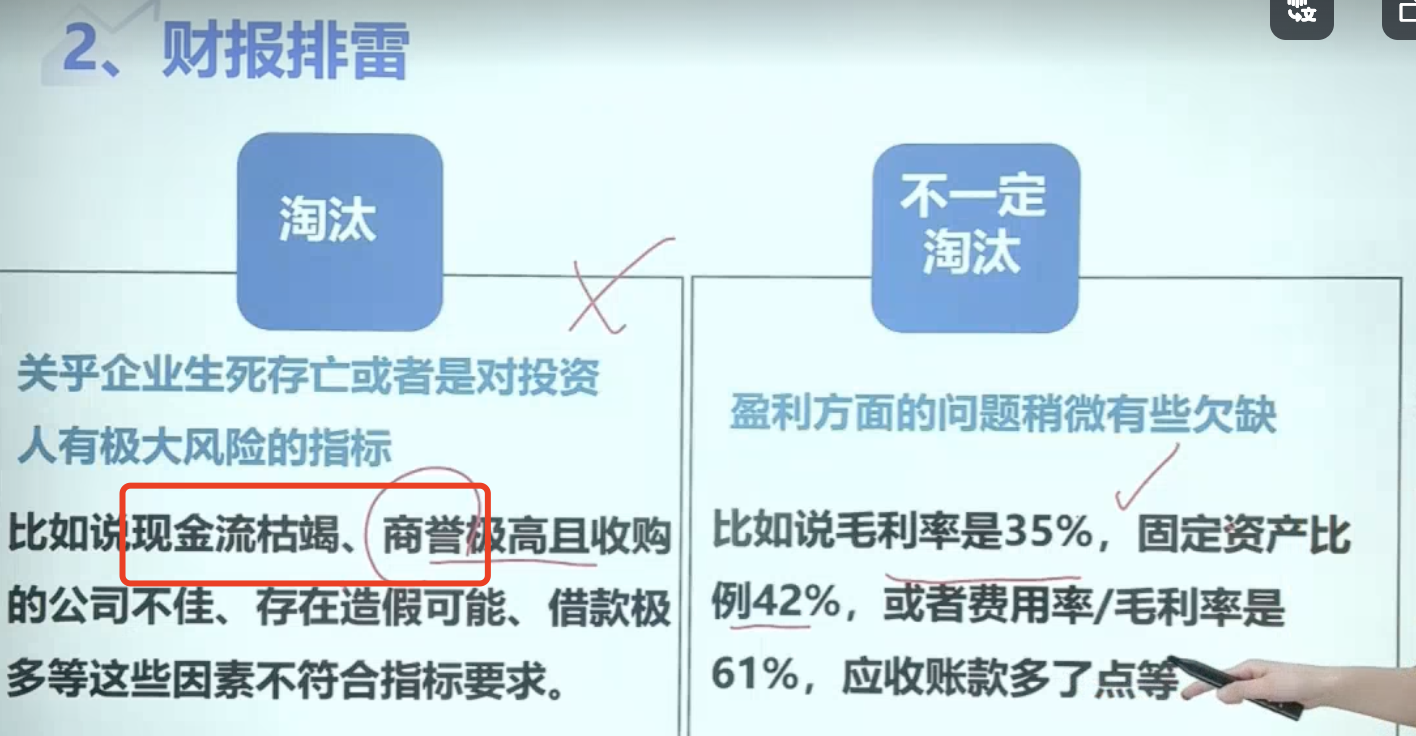 2、财报排雷
淘汰
关乎企业生死存亡或者是对投资
人有极大风险的指标
比如说现金流枯竭、商誉极高且收购
的公司不佳、存在造假可能、借款极
多等这些因素不符合指标要求。
不一定
淘汰
盈利方面的问题稍微有些欠缺
比如说毛利率是35%，固定资产比
例42%，或者费用率/毛利率是
61%，应收账款多了点等